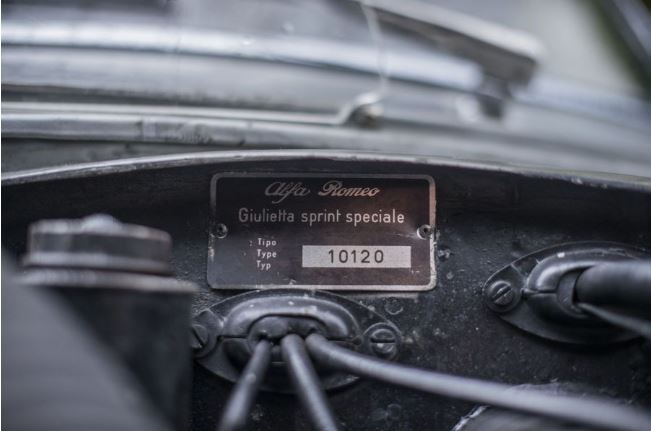 Alfa Romeo
Giulietta sprint speciale
: Tipo
· Type 10120
Typ